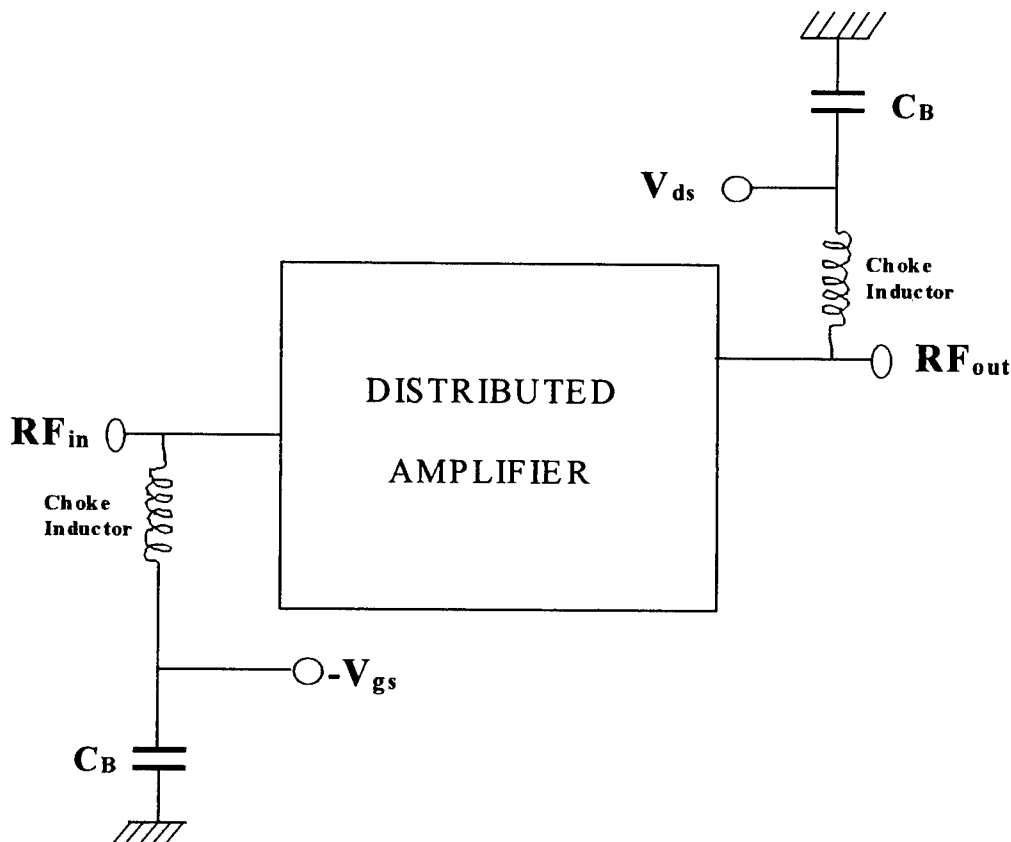 CB
Vds
Choke
Inductor
RFout
DISTRIBUTED
AMPLIFIER
RFin
Choke
Inductor
-Vgs
CB